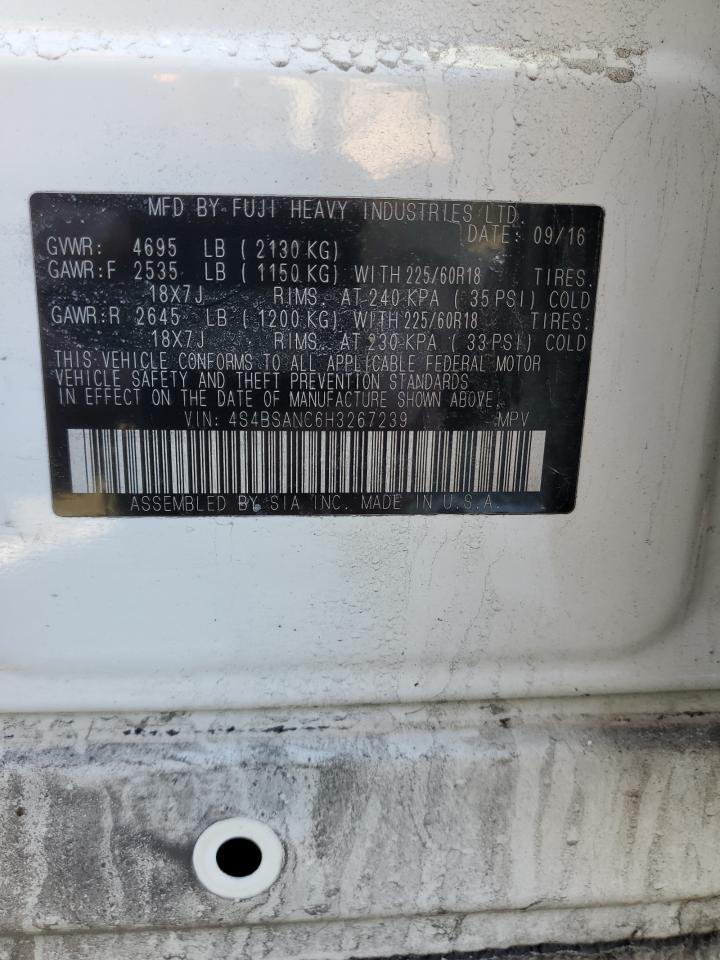 MFD BY FUJI HEAVY INDUSTRIES LTD.
DATE: 09/16
GVWR: 4695 LB ( 2130 KG)
GAWR:F 2535 LB ( 1150 KG) WITH 225/60R18 TIRES.
18X7J RIMS. AT 240 KPA ( 35 PSI) COLD
GAWR:R 2645 LB ( 1200 KG) WITH 225/60R18 TIRES.
18X7J RIMS. AT 230 KPA ( 33 PSI) COLD
THIS VEHICLE CONFORMS TO ALL APPLICABLE FEDERAL MOTOR
VEHICLE SAFETY AND THEFT PREVENTION STANDARDS
IN EFFECT ON THE DATE OF MANUFACTURE SHOWN ABOVE.
VIN: 4S4BSANC6H3267239 MPV
ASSEMBLED BY SIA INC. MADE IN U.S.A.